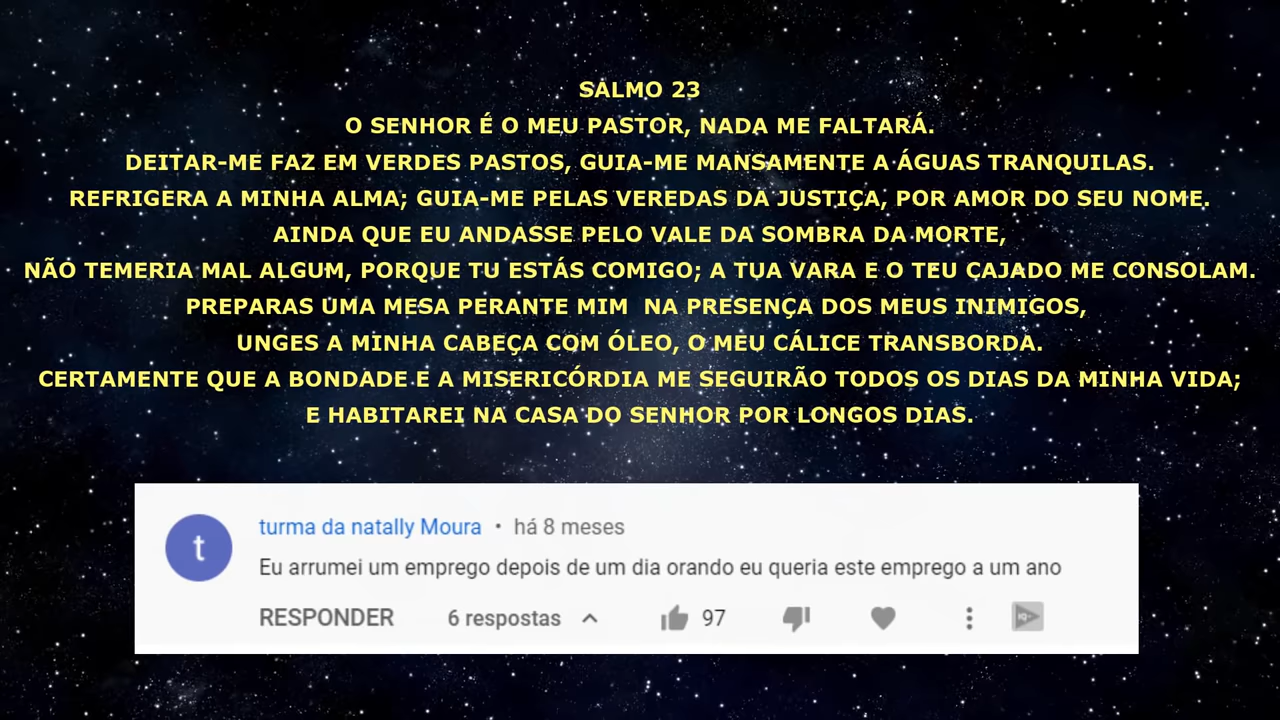 SALMO 23
O SENHOR É O MEU PASTOR, NADA ME FALTARÁ.
DEITAR-ME FAZ EM VERDES PASTOS, GUIA-ME MANSAMENTE A ÁGUAS TRANQUILAS.
REFRIGERA A MINHA ALMA; GUIA-ME PELAS VEREDAS DA JUSTIÇA, POR AMOR DO SEU NOME.
AINDA QUE EU ANDASSE PELO VALE DA SOMBRA DA MORTE,
NÃO TEMERIA MAL ALGUM, PORQUE TU ESTÁS COMIGO; A TUA VARA E O TEU CAJADO ME CONSOLAM.
PREPARAS UMA MESA PERANTE MIM  NA PRESENÇA DOS MEUS INIMIGOS,
UNGES A MINHA CABEÇA COM ÓLEO, O MEU CÁLICE TRANSBORDA.
CERTAMENTE QUE A BONDADE E A MISERICÓRDIA ME SEGUIRÃO TODOS OS DIAS DA MINHA VIDA;
E HABITAREI NA CASA DO SENHOR POR LONGOS DIAS.
t
turma da natally Moura • há 8 meses
Eu arrumei um emprego depois de um dia orando eu queria este emprego a um ano
RESPONDER 6 respostas 97